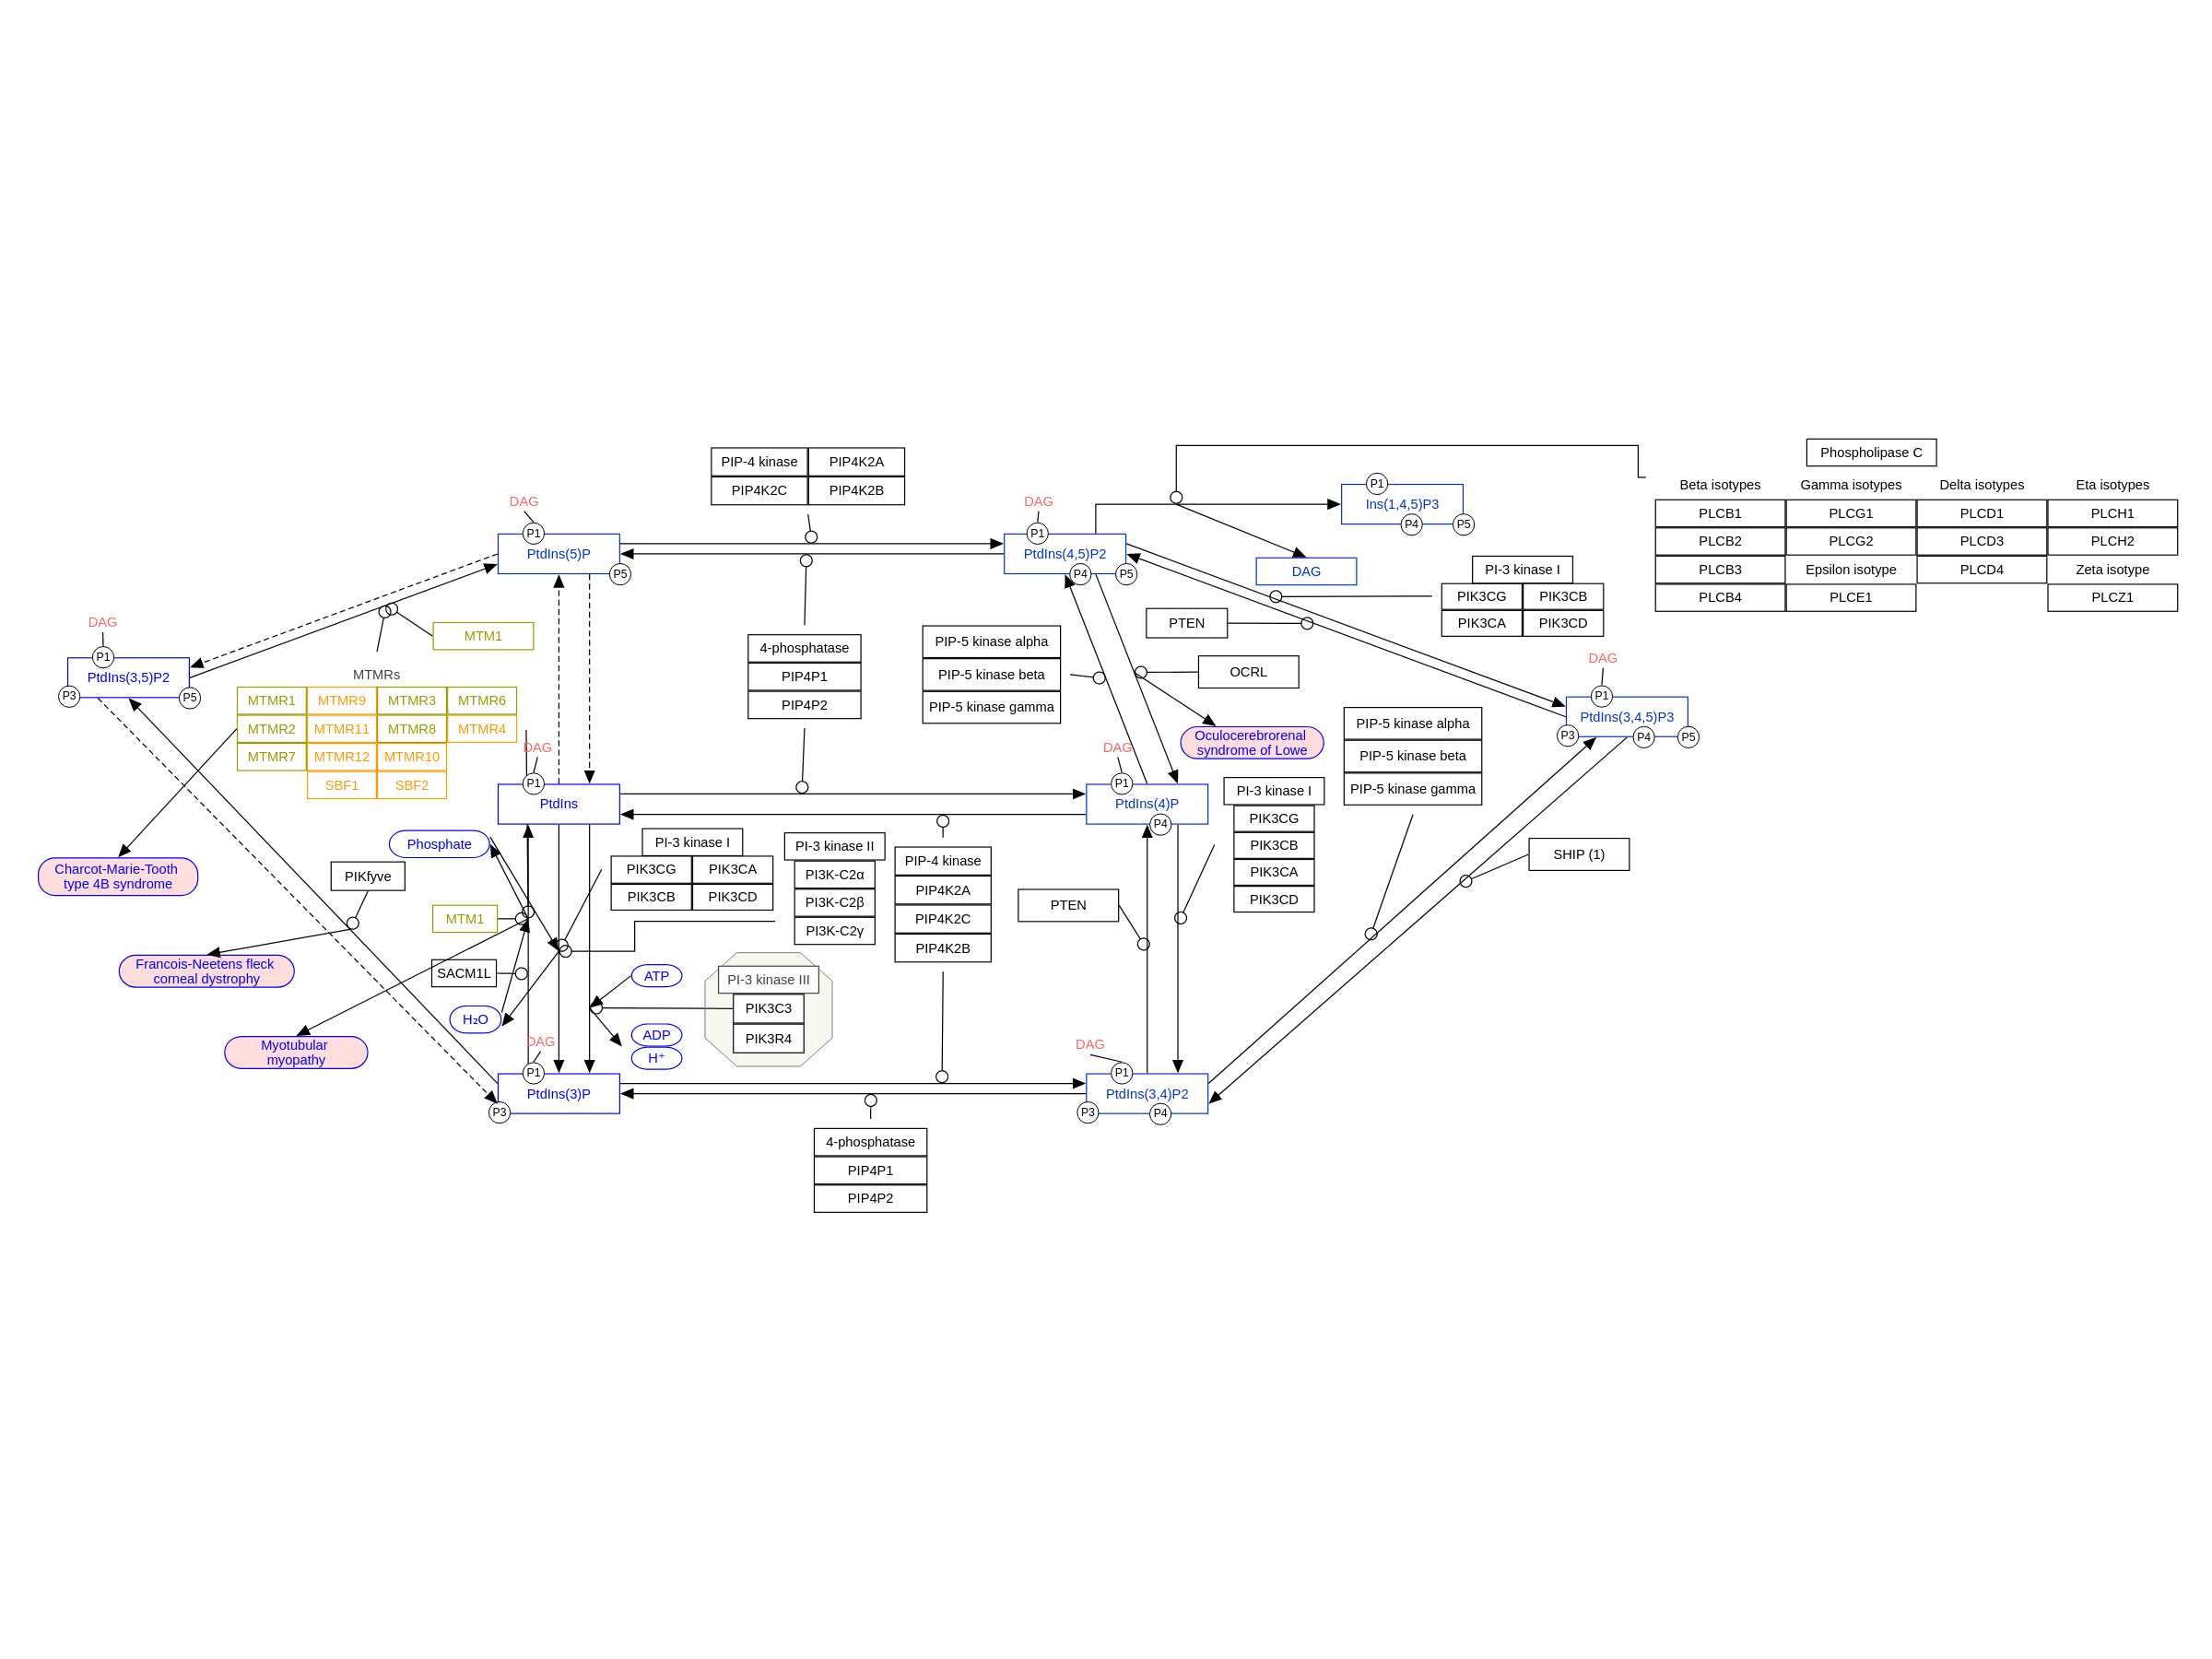 Phospholipase C
PIP-4 kinase
PIP4K2A
PIP4K2C
PIP4K2B
Beta isotypes
Gamma isotypes
Delta isotypes
Eta isotypes
PLCB1
PLCG1
PLCD1
PLCH1
PLCB2
PLCG2
PLCD3
PLCH2
PLCB3
Epsilon isotype
PLCD4
Zeta isotype
PLCB4
PLCE1
PLCZ1
DAG
P1
PtdIns(5)P
P5
DAG
P1
PtdIns(4,5)P2
P4
P5
P1
Ins(1,4,5)P3
P4
P5
DAG
PI-3 kinase I
PIK3CG
PIK3CB
PIK3CA
PIK3CD
DAG
P1
PtdIns(3,5)P2
P3
P5
MTM1
4-phosphatase
PIP4P1
PIP4P2
PIP-5 kinase alpha
PIP-5 kinase beta
PIP-5 kinase gamma
PTEN
OCRL
Oculocerebrorenal
syndrome of Lowe
DAG
P1
PtdIns(3,4,5)P3
P3
P4
P5
MTMRs
MTMR1
MTMR9
MTMR3
MTMR6
MTMR2
MTMR11
MTMR8
MTMR4
MTMR7
MTMR12
MTMR10
SBF1
SBF2
DAG
P1
PtdIns
DAG
P1
PtdIns(4)P
P4
PI-3 kinase I
PIK3CG
PIK3CB
PIK3CA
PIK3CD
PIP-5 kinase alpha
PIP-5 kinase beta
PIP-5 kinase gamma
SHIP (1)
Charcot-Marie-Tooth
type 4B syndrome
PIKfyve
Phosphate
MTM1
SACM1L
H₂O
Francois-Neetens fleck
corneal dystrophy
Myotubular
myopathy
PI-3 kinase I
PIK3CG
PIK3CA
PIK3CB
PIK3CD
PI-3 kinase II
PI3K-C2α
PI3K-C2β
PI3K-C2γ
PIP-4 kinase
PIP4K2A
PIP4K2C
PIP4K2B
PTEN
ATP
ADP
H⁺
PI-3 kinase III
PIK3C3
PIK3R4
DAG
P1
PtdIns(3)P
P3
DAG
P1
PtdIns(3,4)P2
P3
P4
4-phosphatase
PIP4P1
PIP4P2